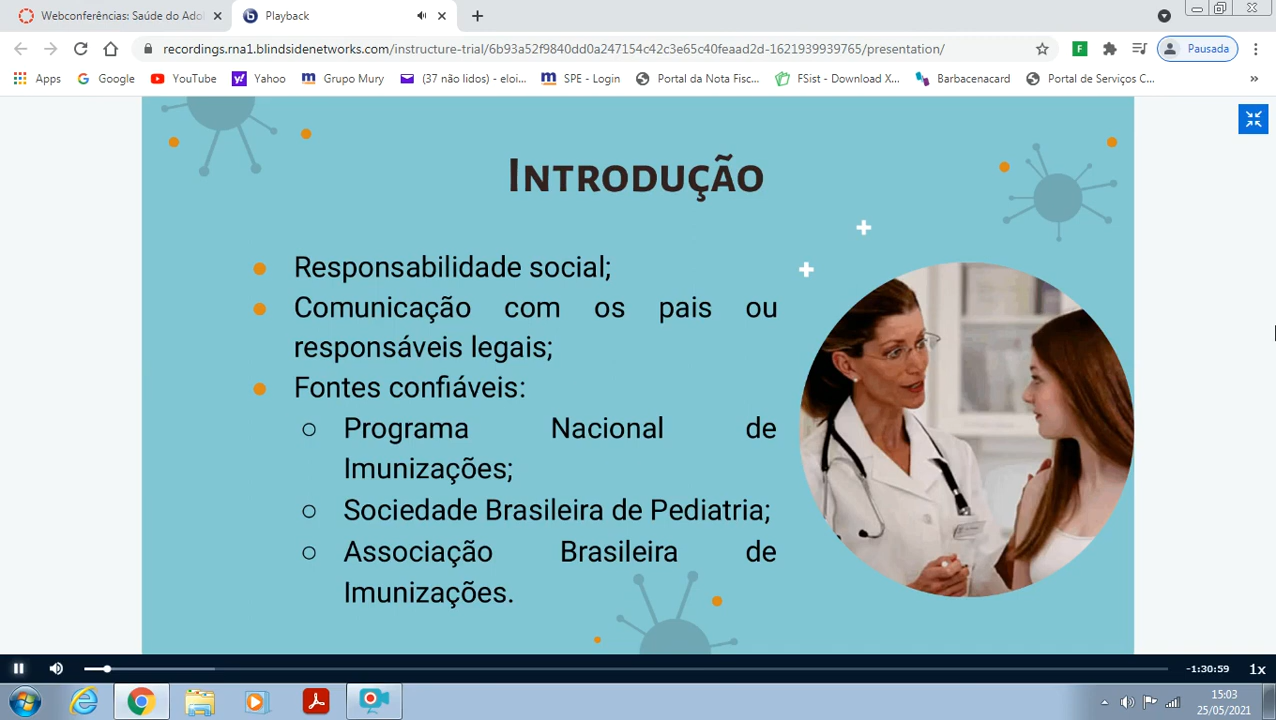 Webconferências: Saúde do Ado
Playback
recordings.rna1.blindsidenetworks.com/instructure-trial/6b93a52f9840dd0a247154c42c3e65c40feaad2d-1621939939765/presentation/
Pausada
Apps
Google
YouTube
Yahoo
Grupo Mury
(37 não lidos) - eloi...
SPE - Login
Portal da Nota Fisc...
FSist - Download X...
Barbacenacard
Portal de Serviços C...
»
Introdução
Responsabilidade social;
Comunicação com os pais ou
responsáveis legais;
Fontes confiáveis:
Programa Nacional de
Imunizações;
Sociedade Brasileira de Pediatria;
Associação Brasileira de
Imunizações.
-1:30:59
1x
15:03
25/05/2021